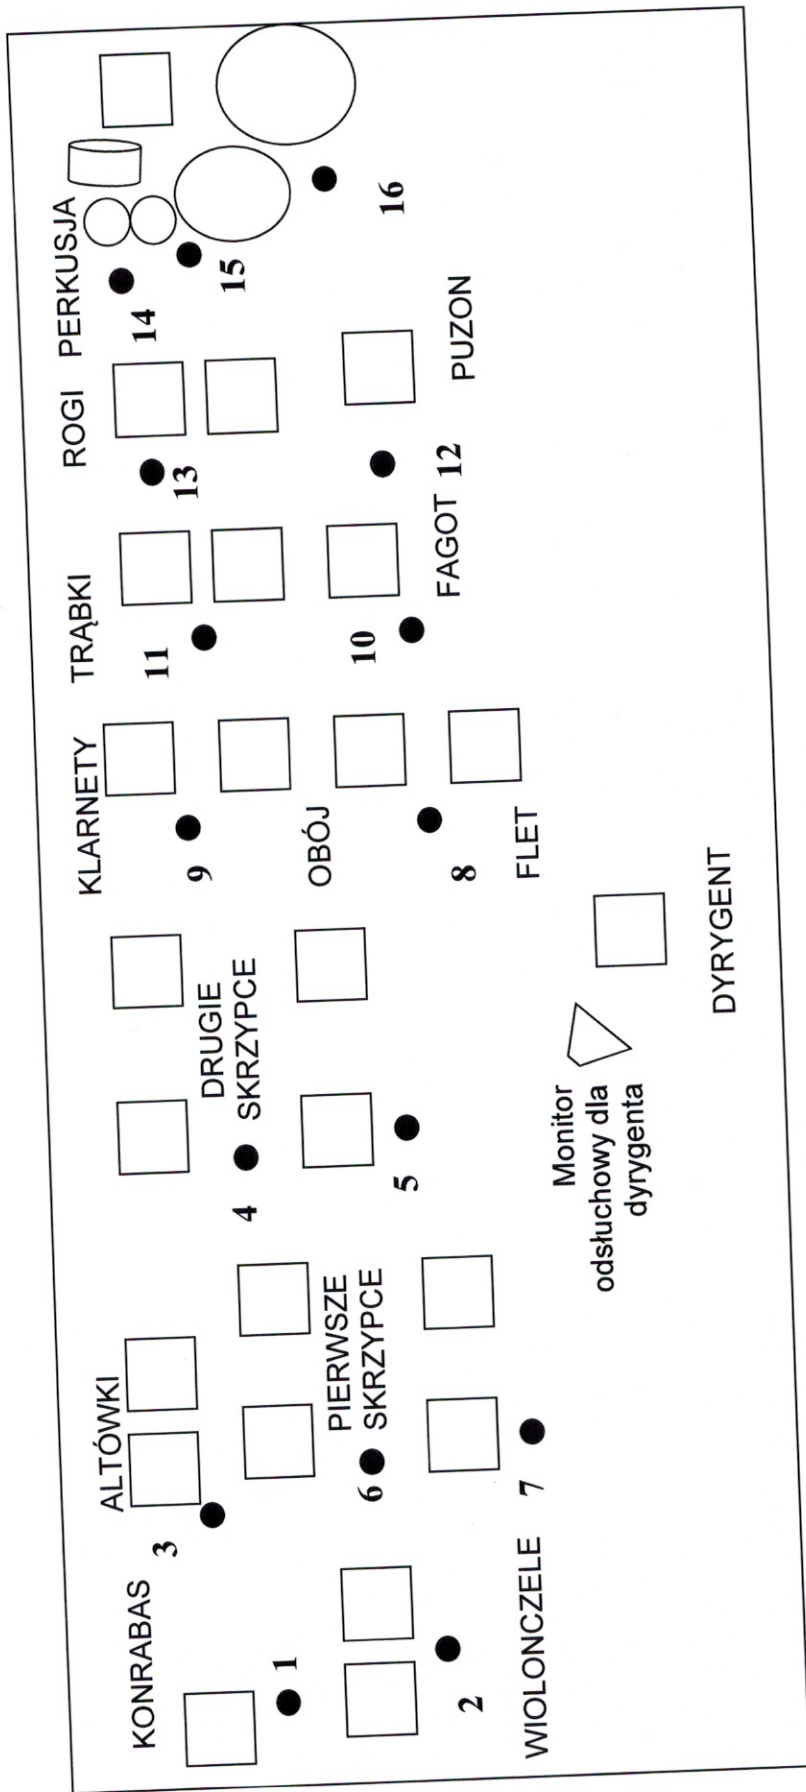 KONRABAS
ALTÓWKI
KLARNETY
TRĄBKI
ROGI
PERKUSJA
3
11
13
14
9
15
DRUGIE
SKRZYPCE
4
1
PIERWSZE
SKRZYPCE
6
OBÓJ
10
16
5
2
8
FAGOT
12
PUZON
WIOLONCZELE
7
FLET
Monitor
odsłuchowy dla
dyrygenta
DYRYGENT